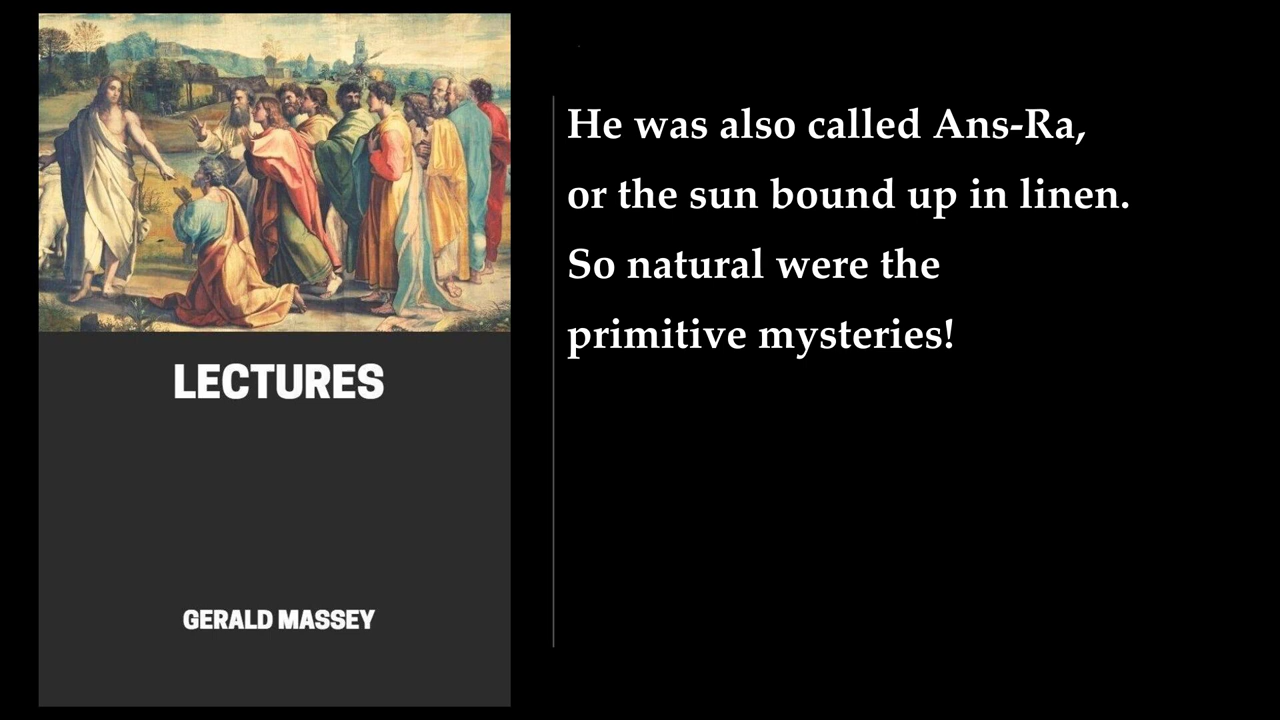 LECTURES
GERALD MASSEY
He was also called Ans-Ra,
or the sun bound up in linen.
So natural were the
primitive mysteries!